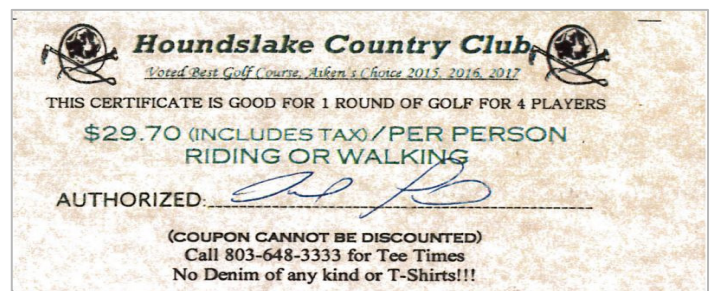 Houndslake Country Club
Voted Best Golf Course, Aiken's Choice 2015, 2016, 2017
THIS CERTIFICATE IS GOOD FOR 1 ROUND OF GOLF FOR 4 PLAYERS
$29.70 (INCLUDES TAX)/PER PERSON
RIDING OR WALKING
AUTHORIZED:
(COUPON CANNOT BE DISCOUNTED)
Call 803-648-3333 for Tee Times
No Denim of any kind or T-Shirts!!!